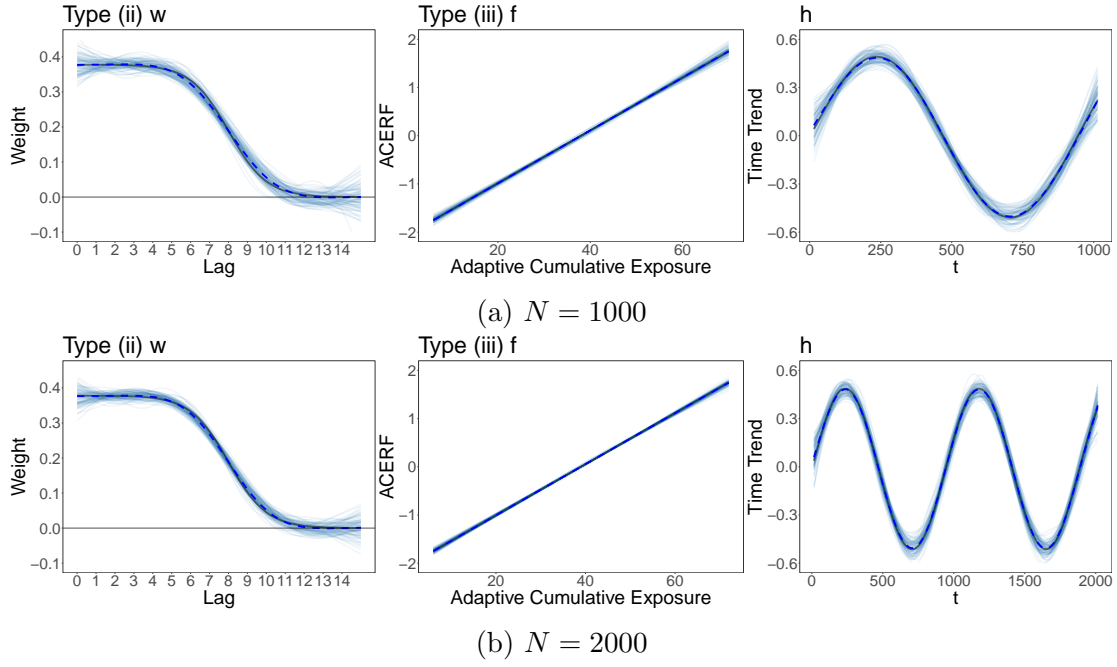 Type (ii) w
Weight
0.4
0.3
0.2
0.1
0.0
−0.1
0 1 2 3 4 5 6 7 8 9 10 11 12 13 14
Lag
Type (iii) f
ACERF
2
1
0
−1
−2
20 40 60
Adaptive Cumulative Exposure
h
Time Trend
0.6
0.3
0.0
−0.3
−0.6
0 250 500 750 1000
t
(a) N = 1000
Type (ii) w
Weight
0.4
0.3
0.2
0.1
0.0
−0.1
0 1 2 3 4 5 6 7 8 9 10 11 12 13 14
Lag
Type (iii) f
ACERF
2
1
0
−1
−2
20 40 60
Adaptive Cumulative Exposure
h
Time Trend
0.6
0.3
0.0
−0.3
−0.6
0 500 1000 1500 2000
t
(b) N = 2000